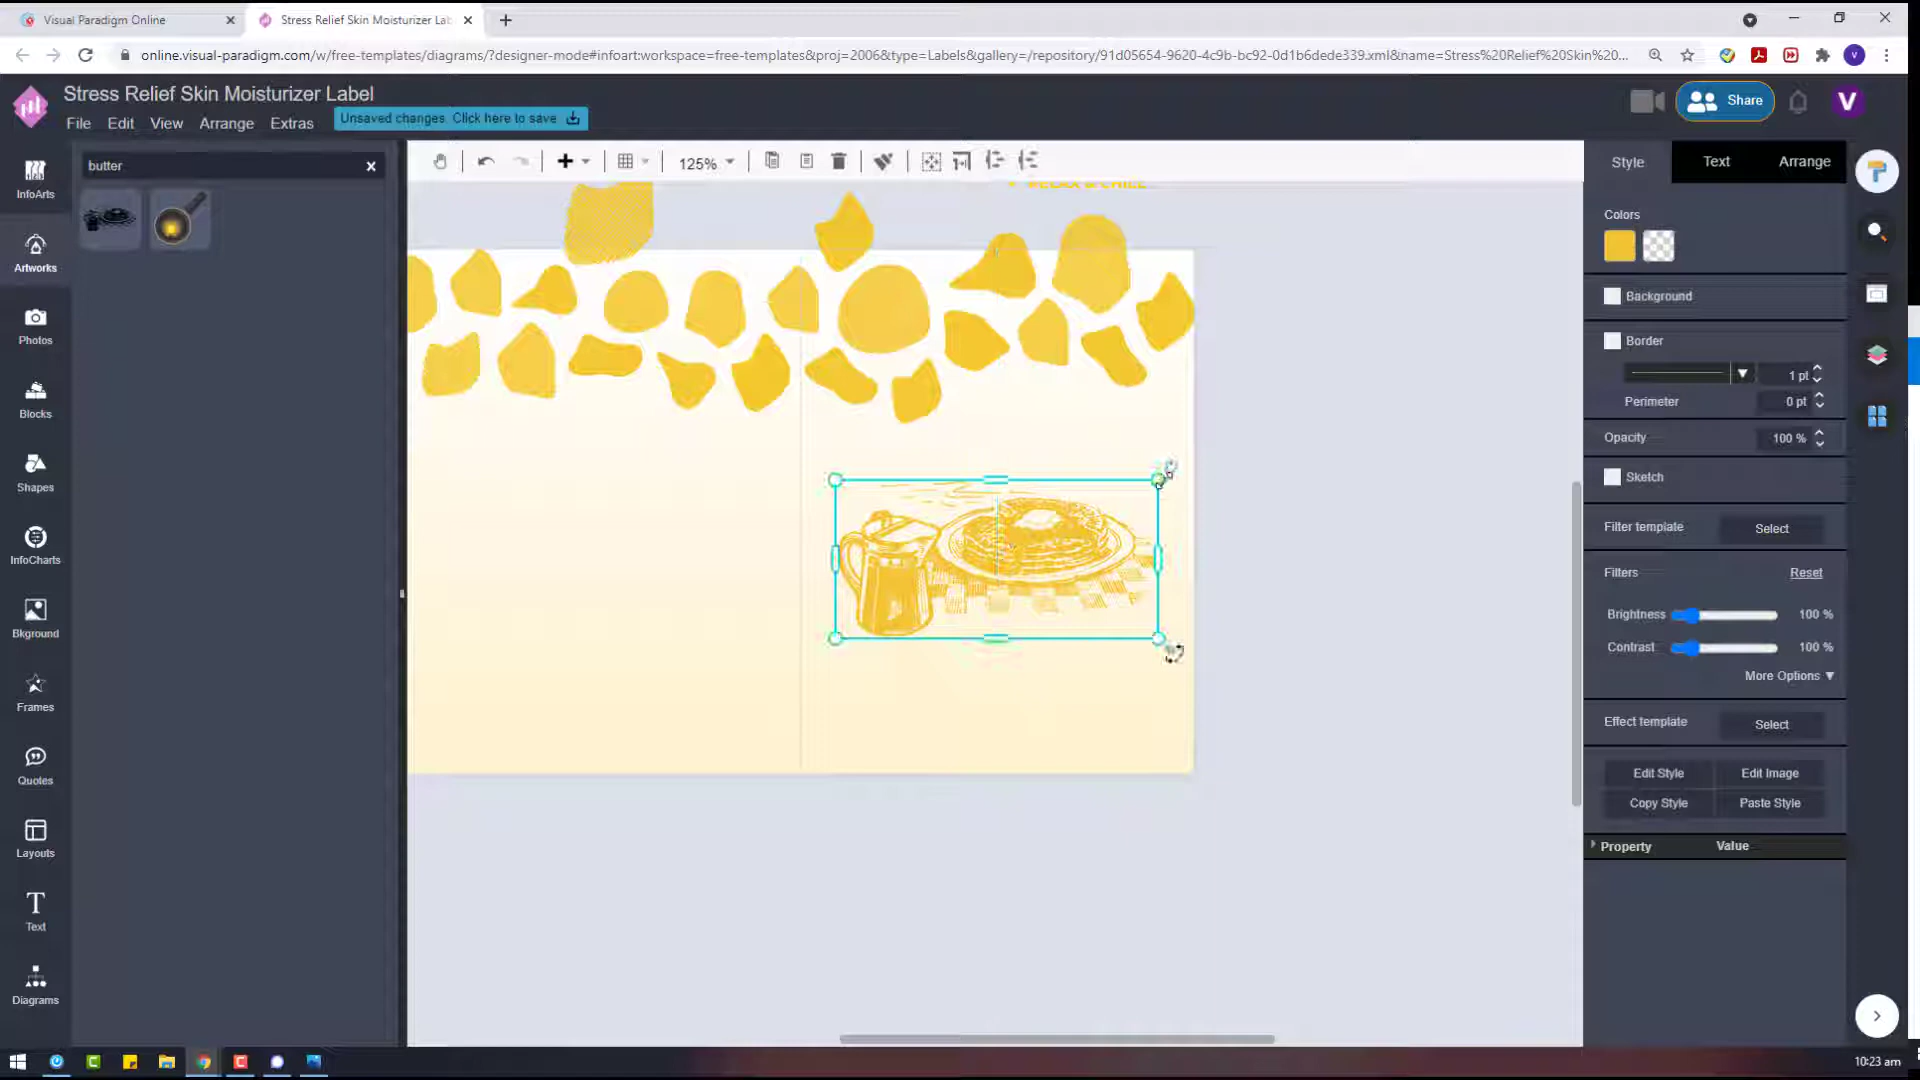 Visual Paradigm Online
Stress Relief Skin Moisturizer Lab
online.visual-paradigm.com/w/free-templates/diagrams/?designer-mode#infoart:workspace=free-templates&proj=2006&type=Labels&gallery=/repository/91d05654-9620-4c9b-bc92-0d1b6dede339.xml&name=Stress%20Relief%20Skin%20...
V
Stress Relief Skin Moisturizer Label
Share
V
File Edit View Arrange Extras
Unsaved changes. Click here to save
butter
125%
RELAX & CHILL
InfoArts
Artworks
Photos
Blocks
Shapes
InfoCharts
Bkground
Frames
Quotes
Layouts
Text
Diagrams
Style Text Arrange
Colors
Background
Border
1 pt
Perimeter 0 pt
Opacity 100 %
Sketch
Filter template Select
Filters Reset
Brightness 100 %
Contrast 100 %
More Options ▼
Effect template Select
Edit Style Edit Image
Copy Style Paste Style
Property Value
10:23 am